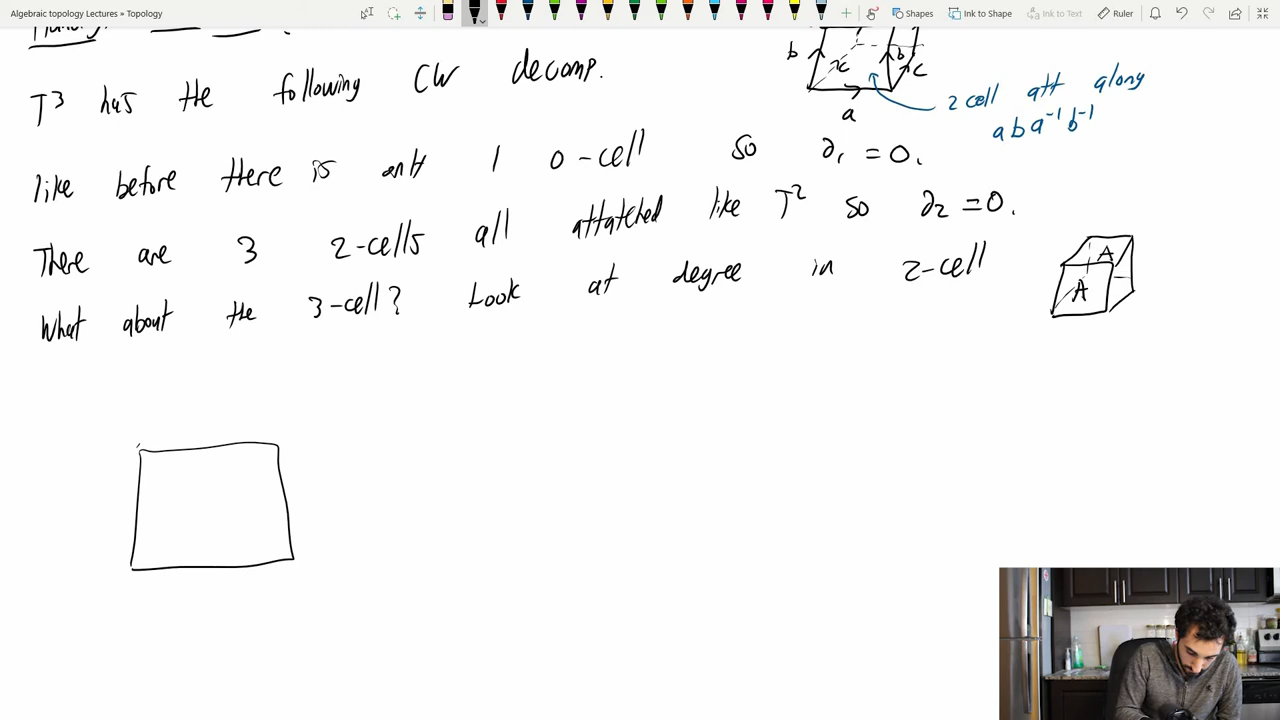 Algebraic topology Lectures » Topology
Shapes
Ink to Shape
Ink to Text
Ruler
T³ has the following CW decomp.
b
c
b
c
a
2 cell att along
a b a⁻¹ b⁻¹
like before there is only 1 0-cell so ∂₁ = 0.
There are 3 2-cells all attatched like T² so ∂₂ = 0.
What about the 3-cell? Look at degree in 2-cell
A
A